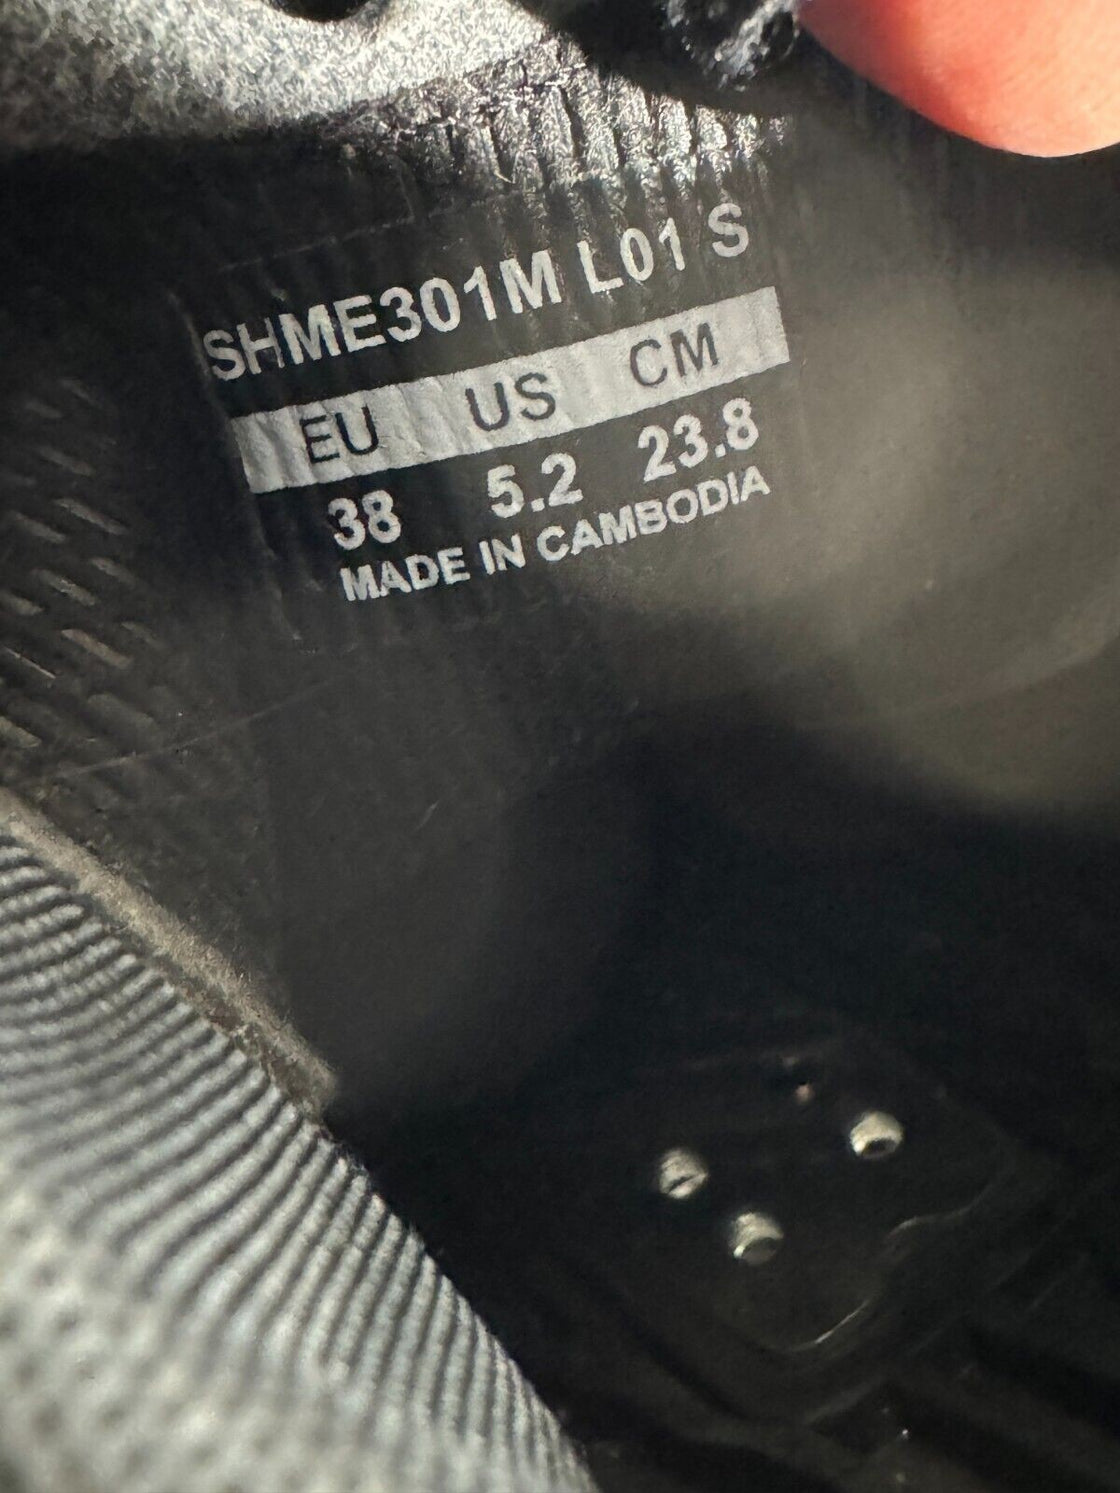 SHME301M L01 S
EU US CM
38 5.2 23.8
MADE IN CAMBODIA